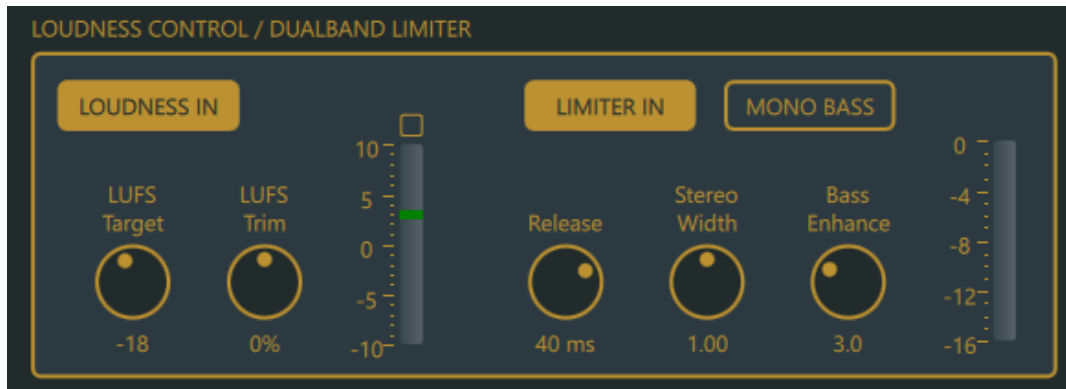 LOUDNESS CONTROL / DUALBAND LIMITER
LOUDNESS IN
LIMITER IN
MONO BASS
LUFS
Target
-18
LUFS
Trim
0%
10
5
0
-5
-10
Release
40 ms
Stereo
Width
1.00
Bass
Enhance
3.0
0
-4
-8
-12
-16